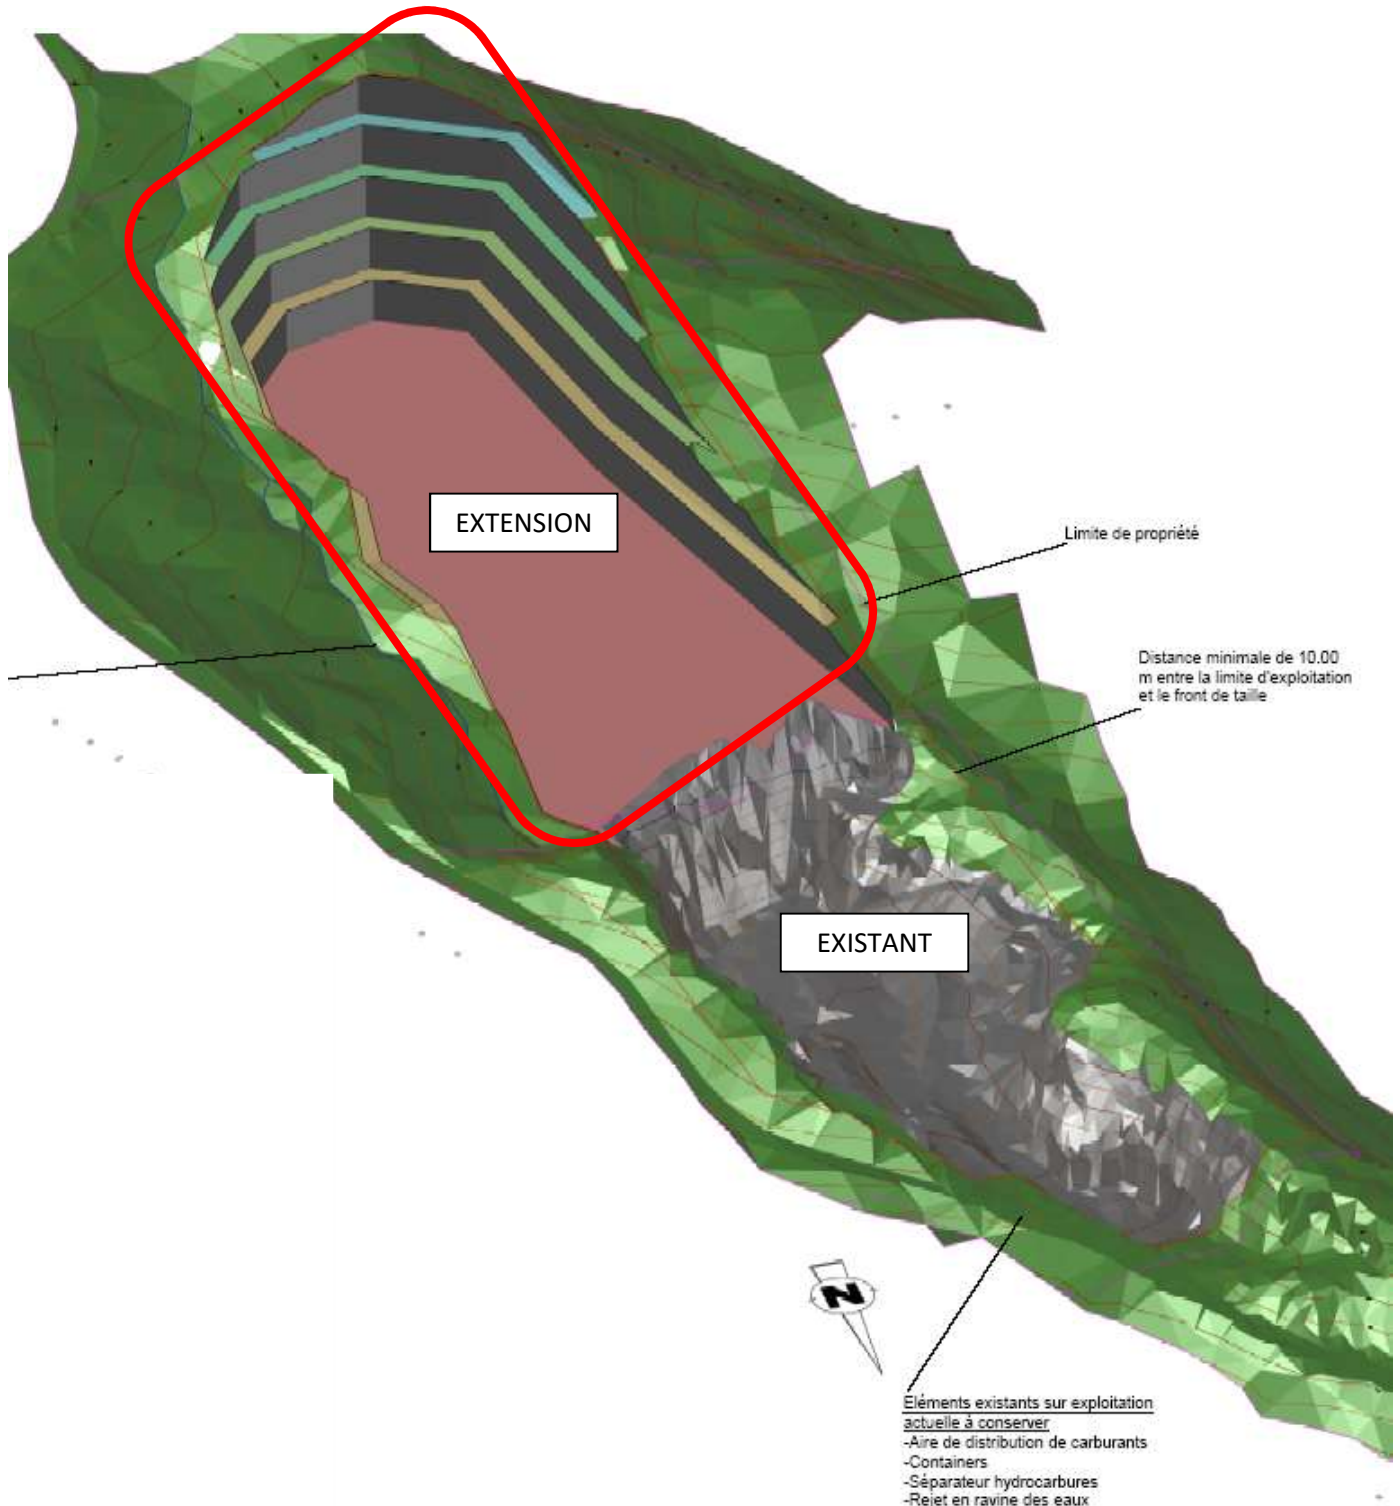 EXTENSION
Limite de propriété
Distance minimale de 10.00
m entre la limite d'exploitation
et le front de taille
EXISTANT
N
Eléments existants sur exploitation
actuelle à conserver
-Aire de distribution de carburants
-Containers
-Séparateur hydrocarbures
-Rejet en ravine des eaux